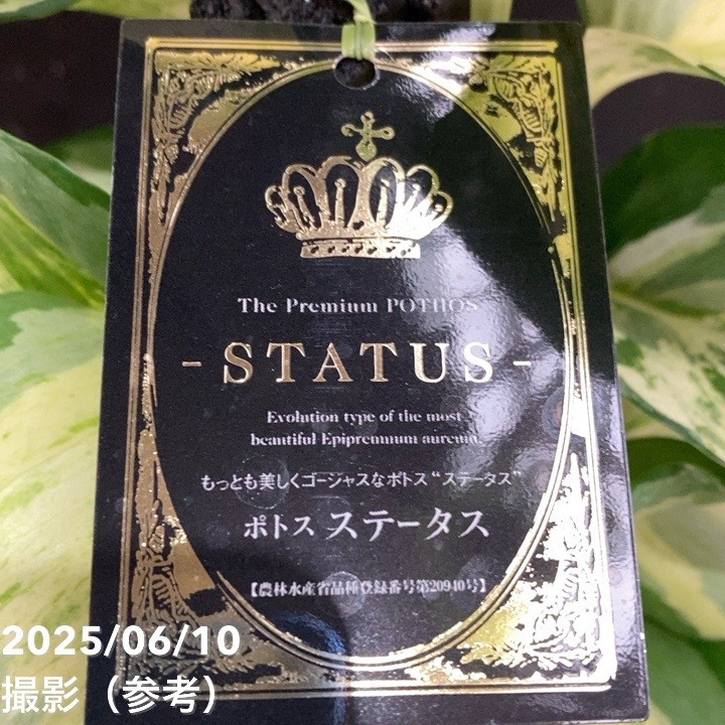 The Premium POTHOS
- STATUS -
Evolution type of the most
beautiful Epipremnum aureum.
もっとも美しくゴージャスなポトス“ステータス”
ポトス ステータス
【農林水産省品種登録番号第20940号】
2025/06/10
撮影（参考）